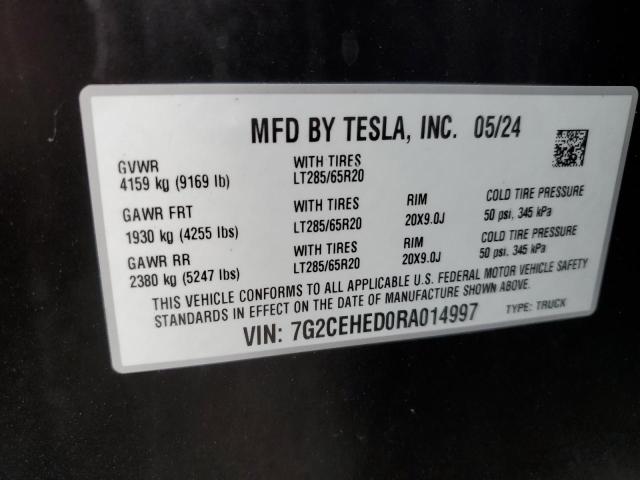 MFD BY TESLA, INC. 05/24
GVWR WITH TIRES
4159 kg (9169 lb) LT285/65R20
GAWR FRT WITH TIRES RIM COLD TIRE PRESSURE
1930 kg (4255 lbs) LT285/65R20 20X9.0J 50 psi, 345 kPa
GAWR RR WITH TIRES RIM COLD TIRE PRESSURE
2380 kg (5247 lbs) LT285/65R20 20X9.0J 50 psi, 345 kPa
THIS VEHICLE CONFORMS TO ALL APPLICABLE U.S. FEDERAL MOTOR VEHICLE SAFETY
STANDARDS IN EFFECT ON THE DATE OF MANUFACTURE SHOWN ABOVE.
VIN: 7G2CEHED0RA014997 TYPE: TRUCK